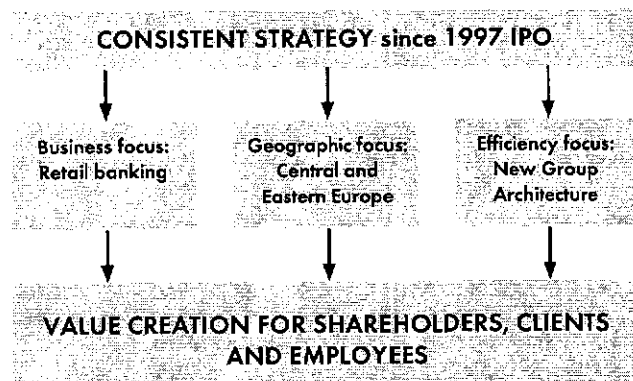 CONSISTENT STRATEGY since 1997 IPO
Business focus:
Retail banking
Geographic focus:
Central and
Eastern Europe
Efficiency focus:
New Group
Architecture
VALUE CREATION FOR SHAREHOLDERS, CLIENTS
AND EMPLOYEES